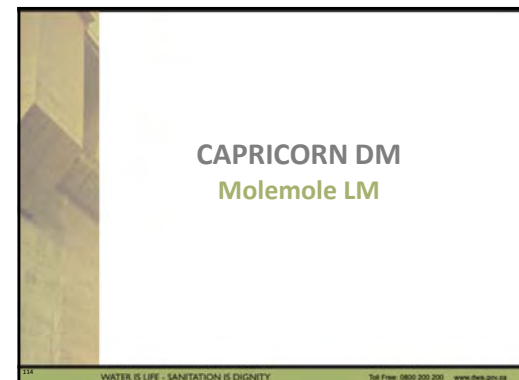 CAPRICORN DM
Molemole LM
114
WATER IS LIFE - SANITATION IS DIGNITY
Toll Free: 0800 200 200 www.dwa.gov.za